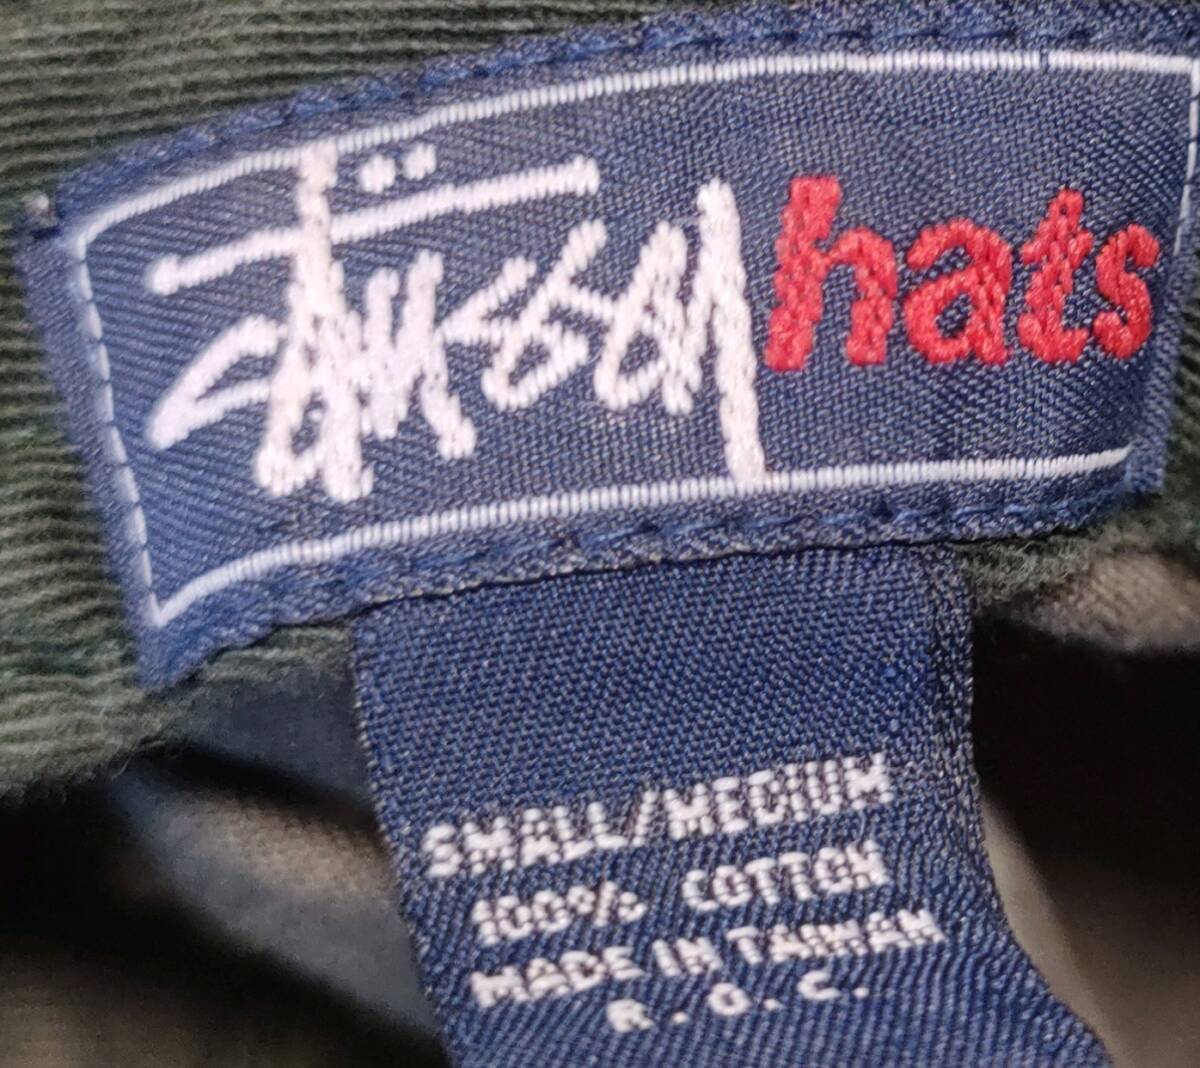 Stüssy hats
SMALL/MEDIUM
100% COTTON
MADE IN TAIWAN
R.O.C.